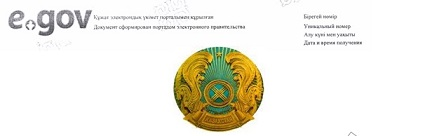 e.gov
Құжат электрондық үкімет порталымен құрылған
Документ сформирован порталом электронного правительства
Бірегей нөмір
Уникальный номер
Алу күні мен уақыты
Дата и время получения